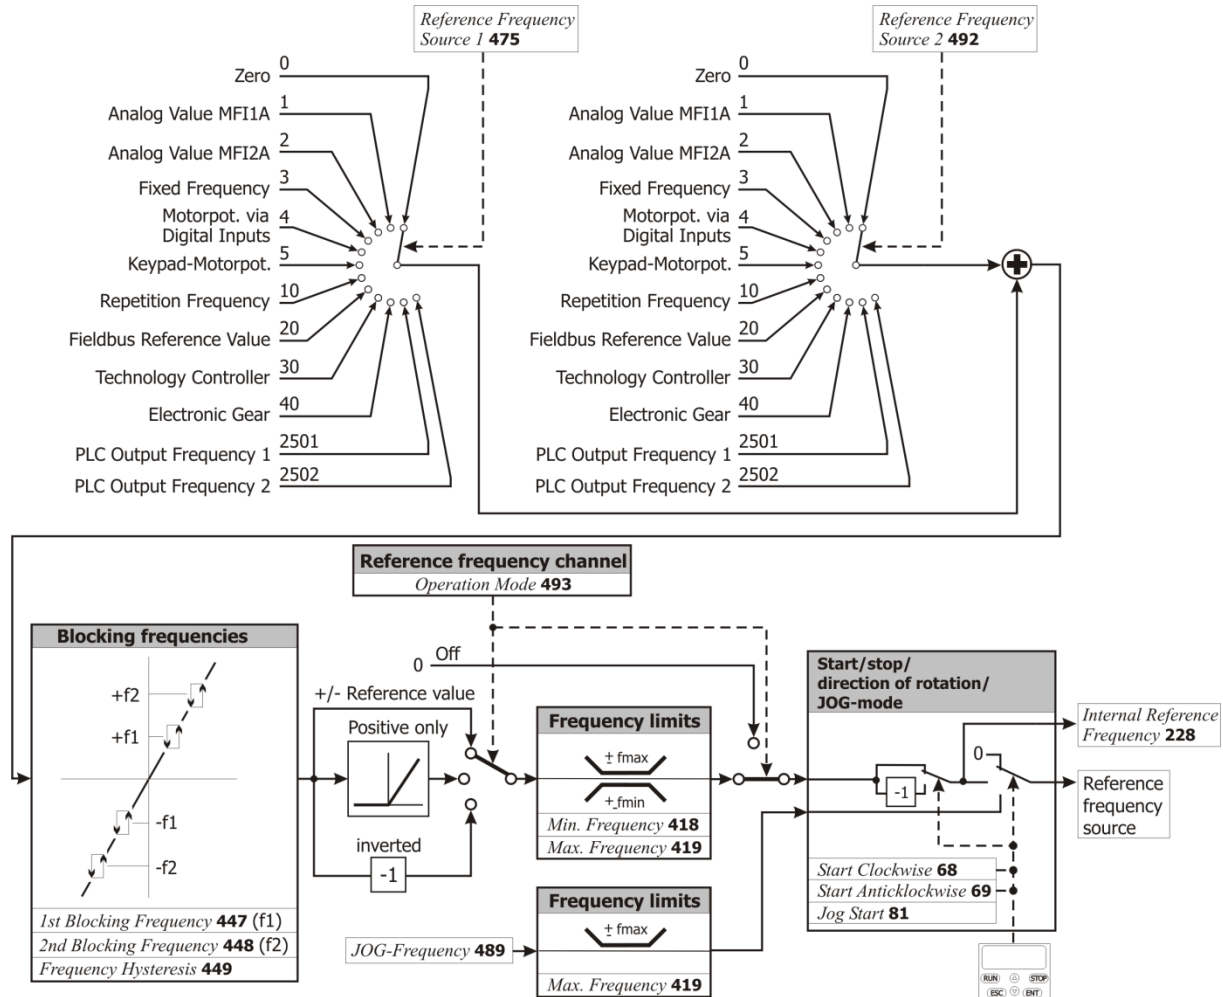 Reference Frequency
Source 1 475
0
Zero
1
Analog Value MFI1A
2
Analog Value MFI2A
3
Fixed Frequency
Motorpot. via
4
Digital Inputs
5
Keypad-Motorpot.
10
Repetition Frequency
20
Fieldbus Reference Value
30
Technology Controller
40
Electronic Gear
2501
PLC Output Frequency 1
2502
PLC Output Frequency 2
Reference Frequency
Source 2 492
0
Zero
1
Analog Value MFI1A
2
Analog Value MFI2A
3
Fixed Frequency
Motorpot. via
4
Digital Inputs
5
Keypad-Motorpot.
10
Repetition Frequency
20
Fieldbus Reference Value
30
Technology Controller
40
Electronic Gear
2501
PLC Output Frequency 1
2502
PLC Output Frequency 2
Reference frequency channel
Operation Mode 493
Blocking frequencies
+f2
+f1
-f1
-f2
1st Blocking Frequency 447 (f1)
2nd Blocking Frequency 448 (f2)
Frequency Hysteresis 449
0 Off
+/- Reference value
Positive only
inverted
-1
Frequency limits
± fmax
±fmin
Min. Frequency 418
Max. Frequency 419
JOG-Frequency 489
Frequency limits
± fmax
Max. Frequency 419
Start/stop/
direction of rotation/
JOG-mode
-1
0
Start Clockwise 68
Start Anticklockwise 69
Jog Start 81
Internal Reference
Frequency 228
Reference
frequency
source
RUN STOP
ESC ENT